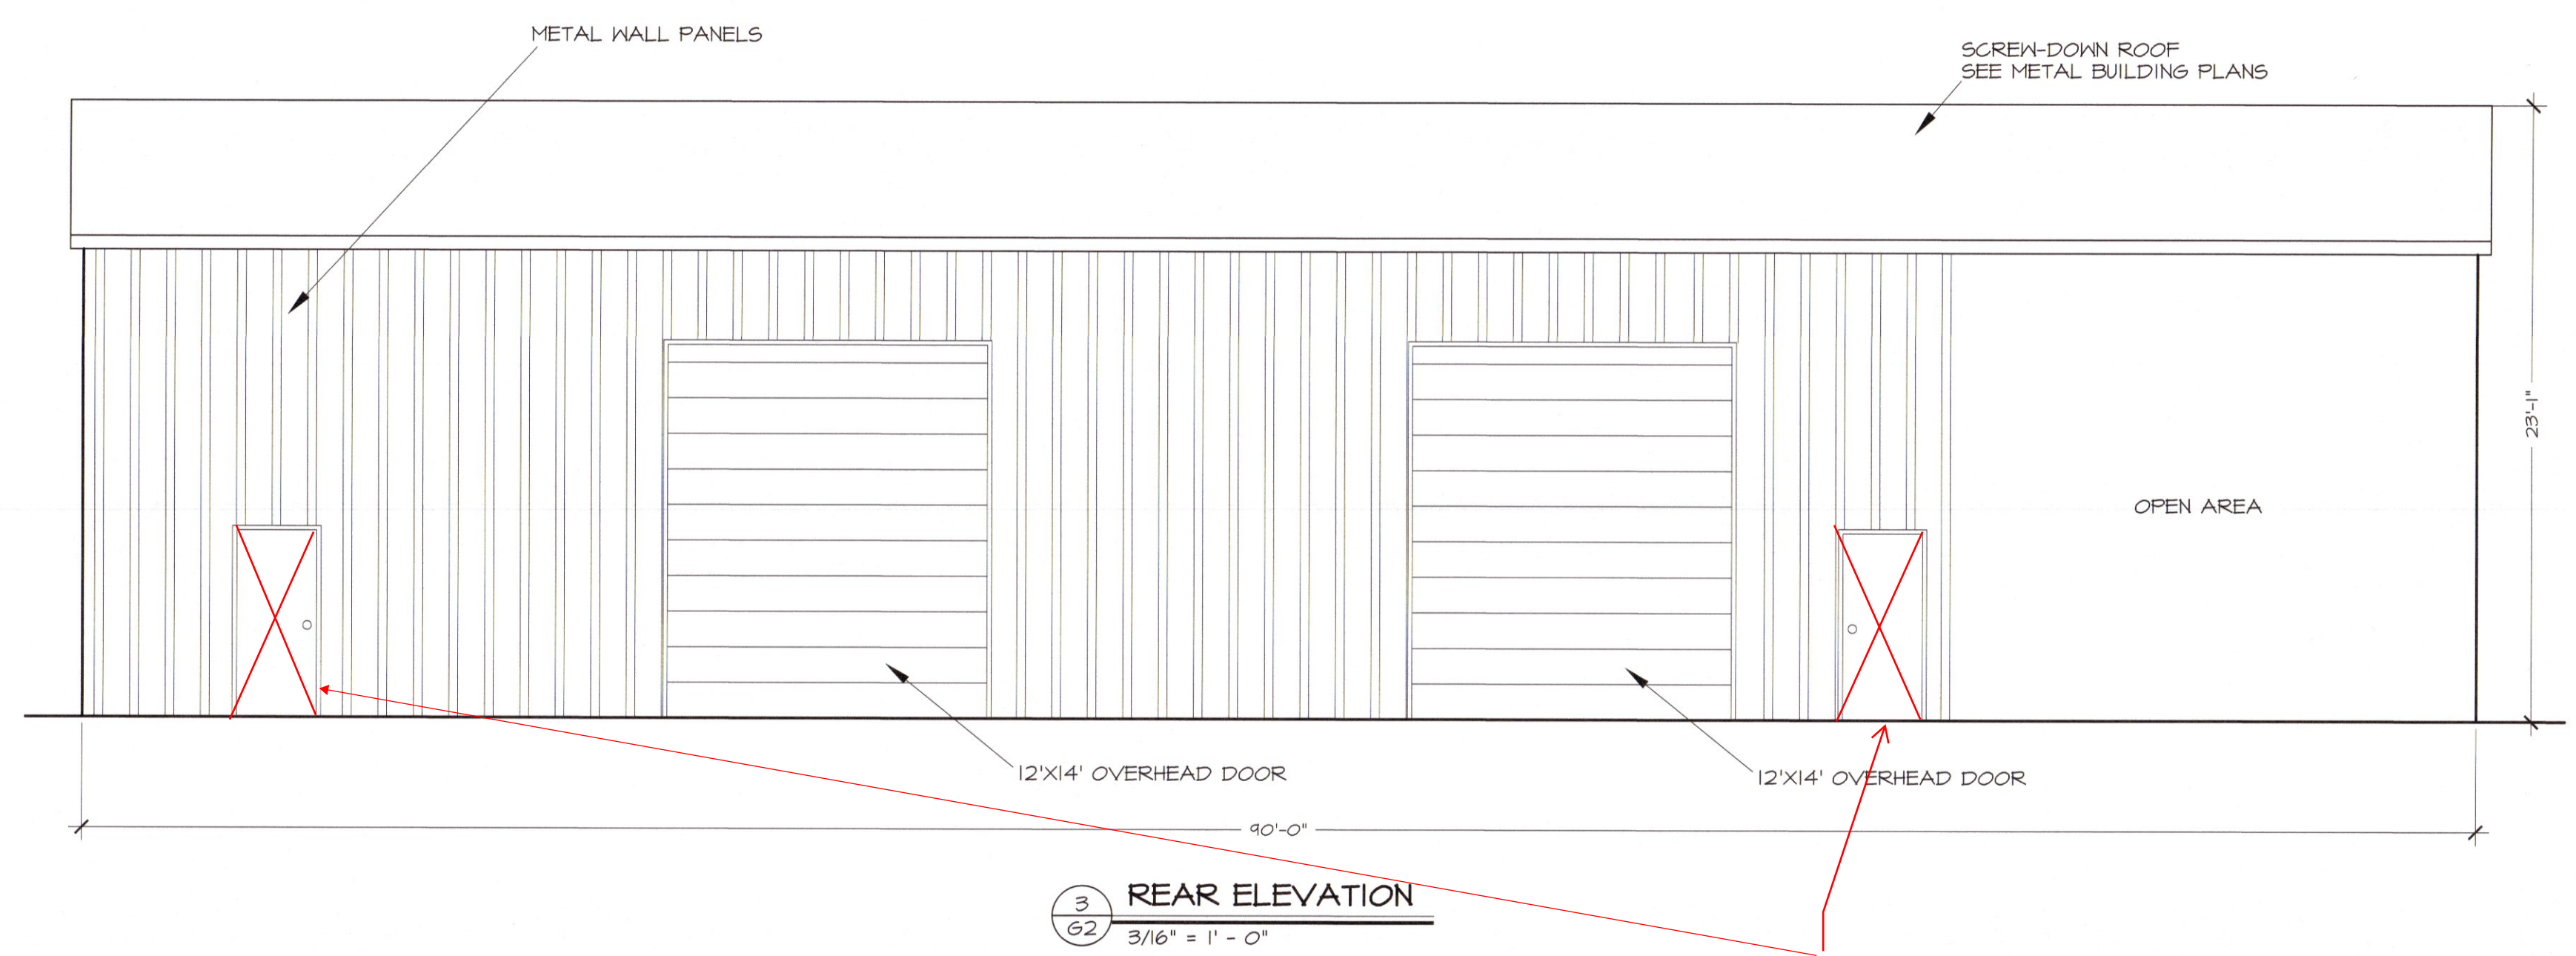 METAL WALL PANELS
SCREW-DOWN ROOF
SEE METAL BUILDING PLANS
23'-1"
OPEN AREA
12'X14' OVERHEAD DOOR
12'X14' OVERHEAD DOOR
90'-0"
3
G2
REAR ELEVATION
3/16" = 1' - 0"